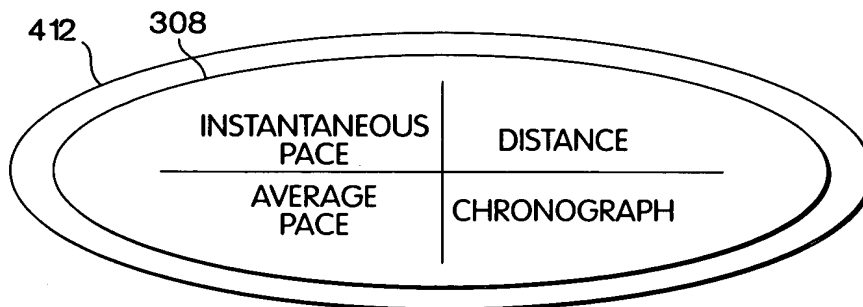 412
308
INSTANTANEOUS
PACE
DISTANCE
AVERAGE
PACE
CHRONOGRAPH